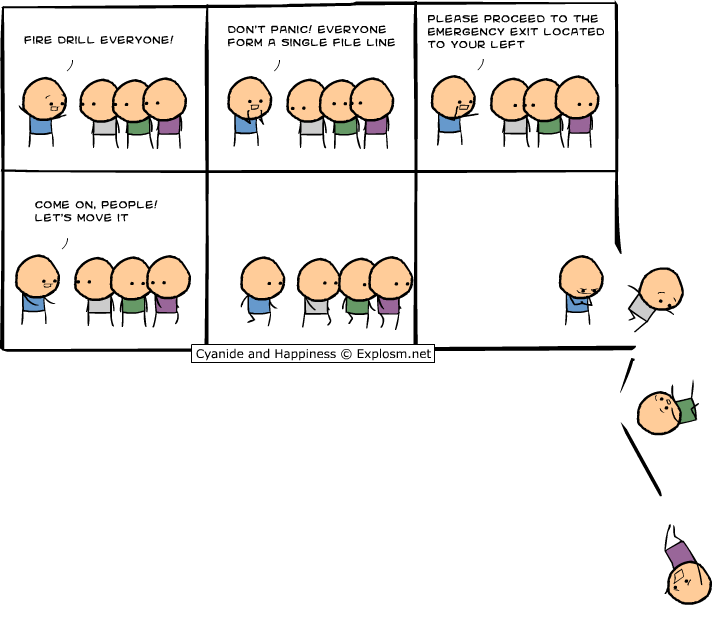 FIRE DRILL EVERYONE!
DON'T PANIC! EVERYONE
FORM A SINGLE FILE LINE
PLEASE PROCEED TO THE
EMERGENCY EXIT LOCATED
TO YOUR LEFT
COME ON, PEOPLE!
LET'S MOVE IT
Cyanide and Happiness © Explosm.net